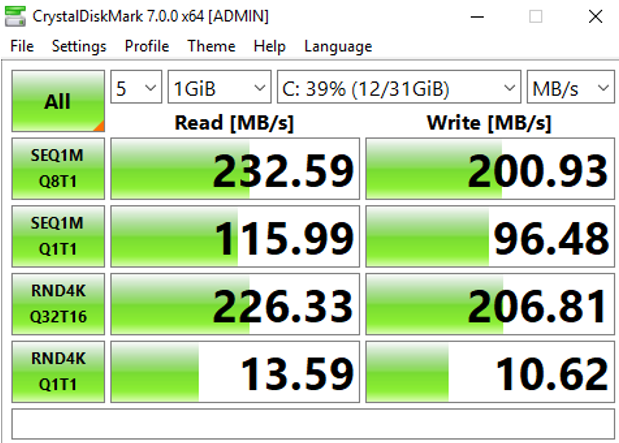 CrystalDiskMark 7.0.0 x64 [ADMIN]
File Settings Profile Theme Help Language
All 5 1GiB C: 39% (12/31GiB) MB/s
Read [MB/s] Write [MB/s]
SEQ1M
Q8T1
232.59 200.93
SEQ1M
Q1T1
115.99 96.48
RND4K
Q32T16
226.33 206.81
RND4K
Q1T1
13.59 10.62